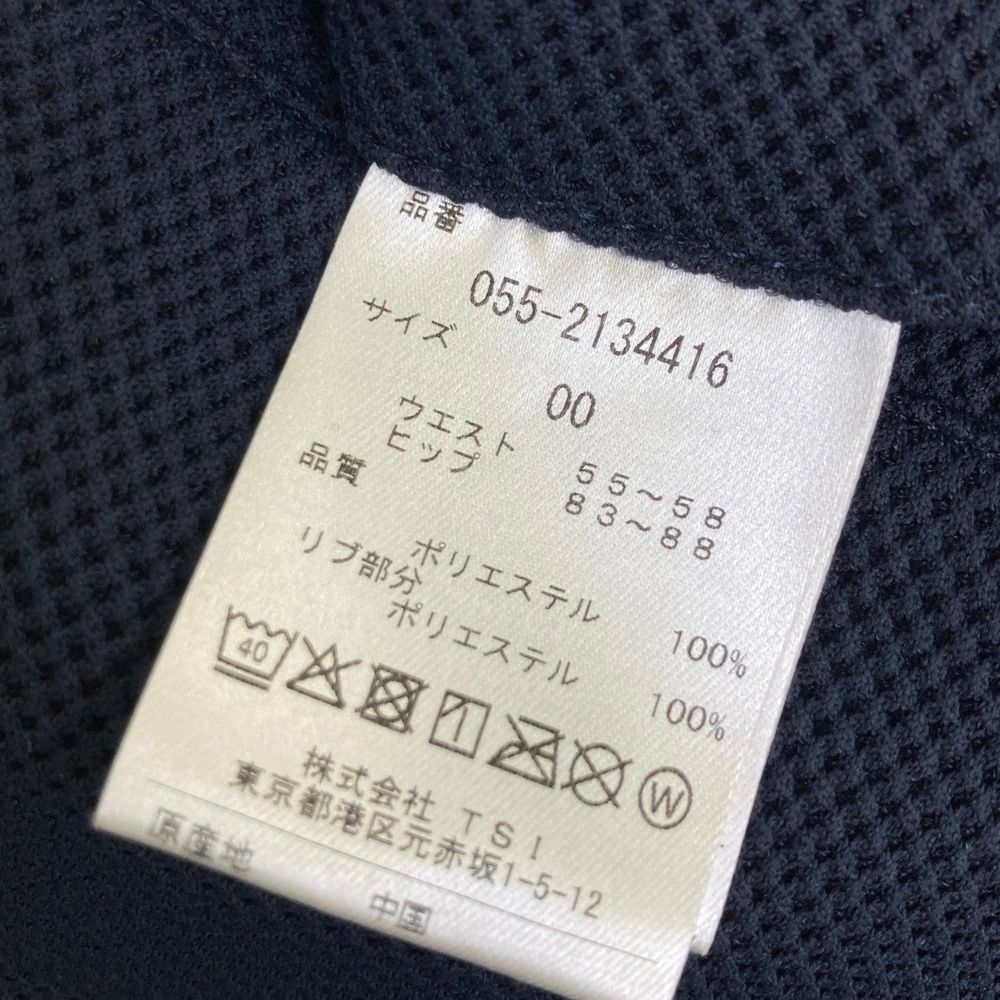 品番
055-2134416
サイズ
00
ウエスト 55～58
ヒップ 83～88
品質
ポリエステル 100%
リブ部分
ポリエステル 100%
40
W
株式会社 TSI
東京都港区元赤坂1-5-12
原産地
中国